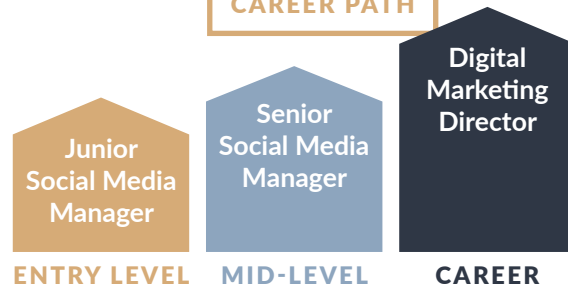 CAREER PATH
Junior
Social Media
Manager
Senior
Social Media
Manager
Digital
Marketing
Director
ENTRY LEVEL
MID-LEVEL
CAREER